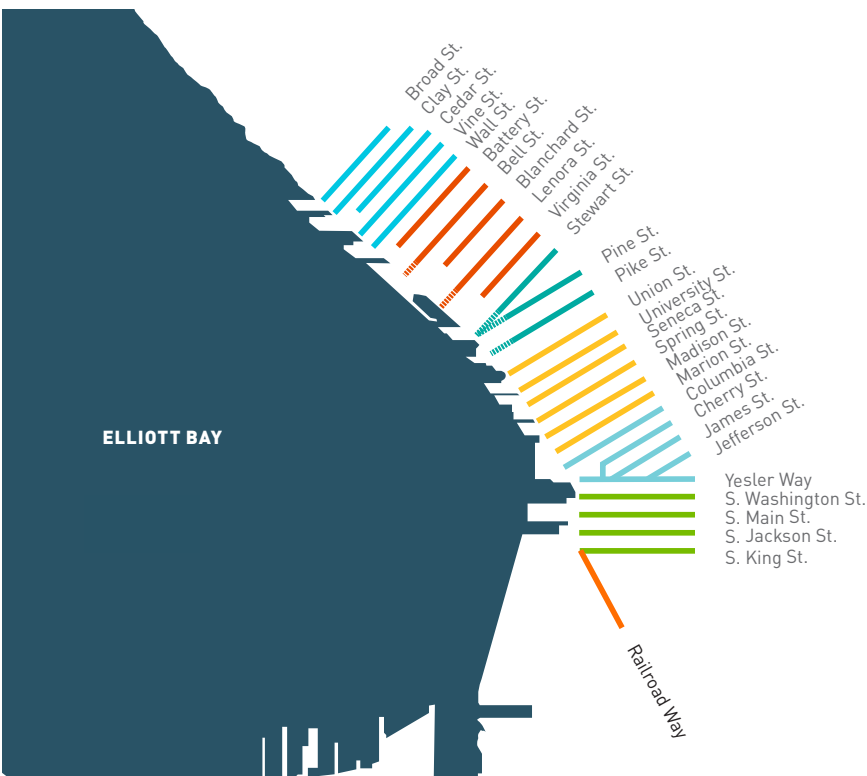 Broad St.
Clay St.
Cedar St.
Vine St.
Wall St.
Battery St.
Bell St.
Blanchard St.
Lenora St.
Virginia St.
Stewart St.
Pine St.
Pike St.
Union St.
University St.
Seneca St.
Spring St.
Madison St.
Marion St.
Columbia St.
Cherry St.
James St.
Jefferson St.
ELLIOTT BAY
Yesler Way
S. Washington St.
S. Main St.
S. Jackson St.
S. King St.
Railroad Way